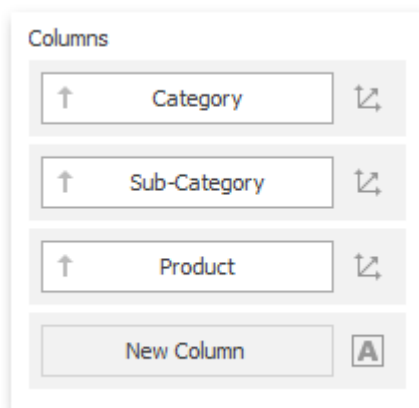 Columns
Category
Sub-Category
Product
New Column
A